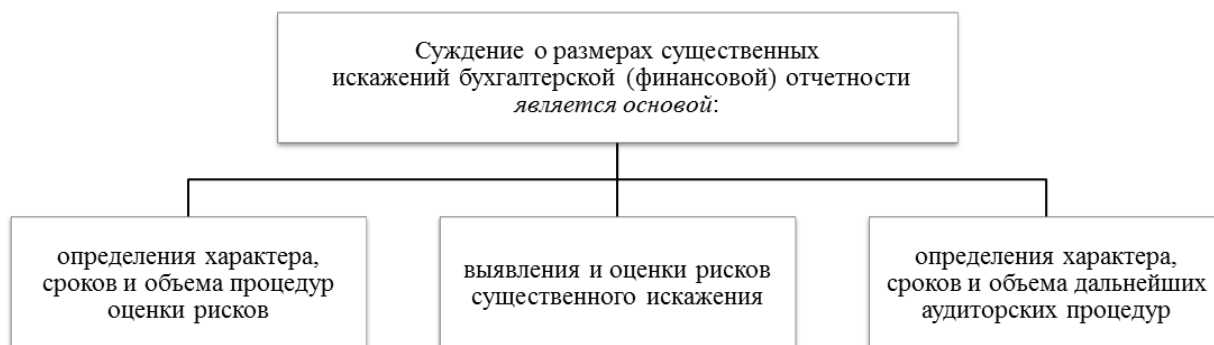 Суждение о размерах существенных
искажений бухгалтерской (финансовой) отчетности
является основой:
определения характера,
сроков и объема процедур
оценки рисков
выявления и оценки рисков
существенного искажения
определения характера,
сроков и объема дальнейших
аудиторских процедур